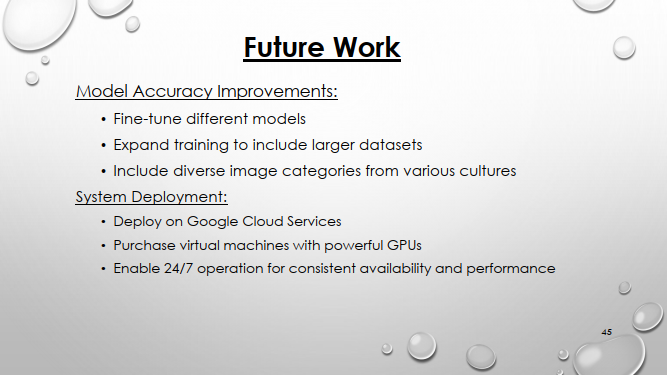 Future Work
Model Accuracy Improvements:
• Fine-tune different models
• Expand training to include larger datasets
• Include diverse image categories from various cultures
System Deployment:
• Deploy on Google Cloud Services
• Purchase virtual machines with powerful GPUs
• Enable 24/7 operation for consistent availability and performance
45